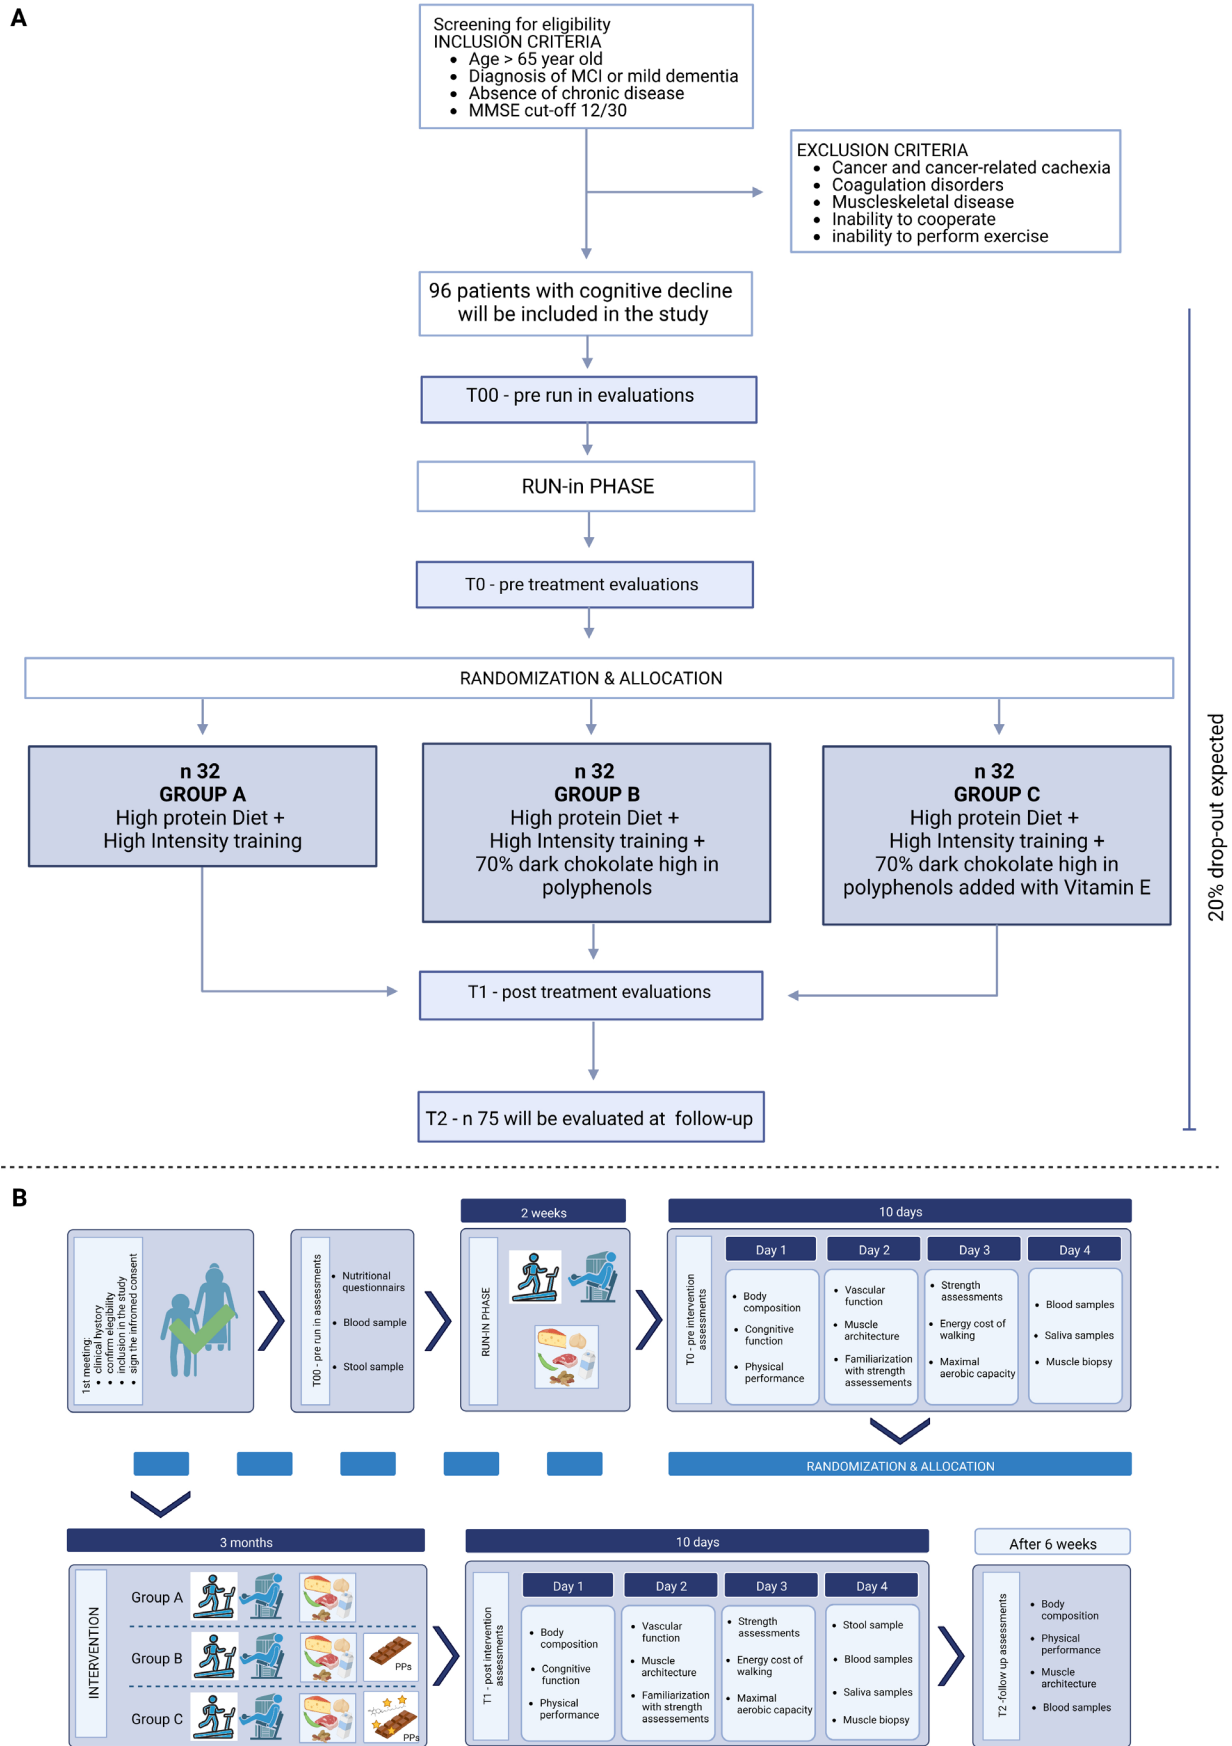 A
Screening for eligibility
INCLUSION CRITERIA
• Age > 65 year old
• Diagnosis of MCI or mild dementia
• Absence of chronic disease
• MMSE cut-off 12/30
EXCLUSION CRITERIA
• Cancer and cancer-related cachexia
• Coagulation disorders
• Muscleskeletal disease
• Inability to cooperate
• inability to perform exercise
96 patients with cognitive decline
will be included in the study
T00 - pre run in evaluations
RUN-in PHASE
T0 - pre treatment evaluations
RANDOMIZATION & ALLOCATION
n 32
GROUP A
High protein Diet +
High Intensity training
n 32
GROUP B
High protein Diet +
High Intensity training +
70% dark chokolate high in
polyphenols
n 32
GROUP C
High protein Diet +
High Intensity training +
70% dark chokolate high in
polyphenols added with Vitamin E
20% drop-out expected
T1 - post treatment evaluations
T2 - n 75 will be evaluated at follow-up
B
1st meeting:
• clinical hystory
• confirm elegibility
• inclusion in the study
• sign the infromed consent
T00 - pre run in assessments
• Nutritional
questionnairs
• Blood sample
• Stool sample
2 weeks
RUN-IN PHASE
10 days
T0 - pre intervention
assessments
Day 1
• Body
composition
• Congnitive
function
• Physical
performance
Day 2
• Vascular
function
• Muscle
architecture
• Familiarization
with strength
assessements
Day 3
• Strength
assessments
• Energy cost of
walking
• Maximal
aerobic capacity
Day 4
• Blood samples
• Saliva samples
• Muscle biopsy
RANDOMIZATION & ALLOCATION
3 months
INTERVENTION
Group A
Group B
PPs
Group C
PPs
10 days
T1 - post intervention
assessments
Day 1
• Body
composition
• Congnitive
function
• Physical
performance
Day 2
• Vascular
function
• Muscle
architecture
• Familiarization
with strength
assessements
Day 3
• Strength
assessments
• Energy cost of
walking
• Maximal
aerobic capacity
Day 4
• Stool sample
• Blood samples
• Saliva samples
• Muscle biopsy
After 6 weeks
T2 -follow up assessments
• Body
composition
• Physical
performance
• Muscle
architecture
• Blood samples